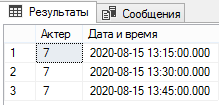 Результаты Сообщения
Актер Дата и время
1 7 2020-08-15 13:15:00.000
2 7 2020-08-15 13:30:00.000
3 7 2020-08-15 13:45:00.000